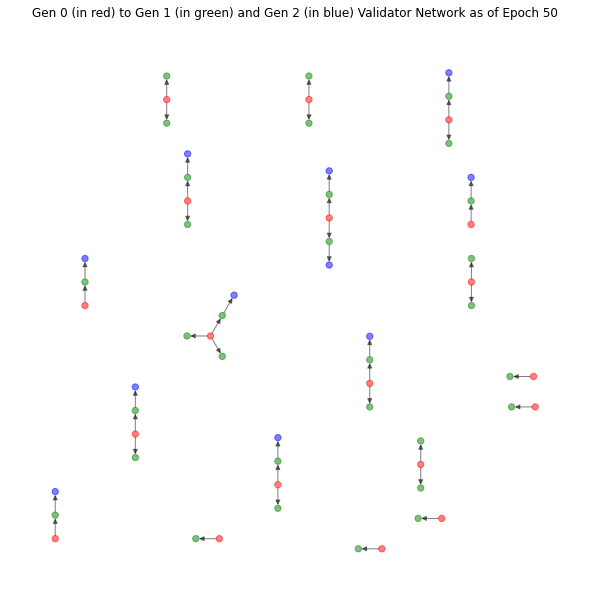 Gen 0 (in red) to Gen 1 (in green) and Gen 2 (in blue) Validator Network as of Epoch 50